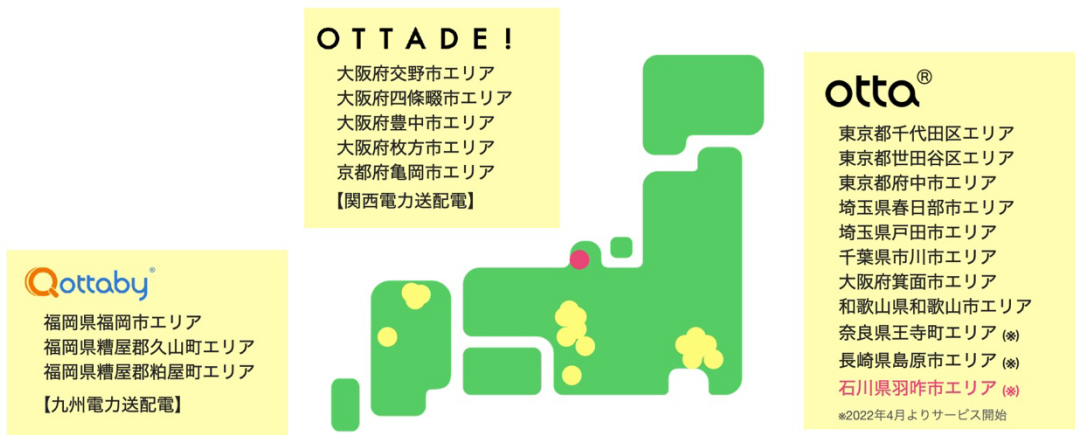 OTTADE!
大阪府交野市エリア
大阪府四條畷市エリア
大阪府豊中市エリア
大阪府枚方市エリア
京都府亀岡市エリア
【関西電力送配電】
Qottaby®
福岡県福岡市エリア
福岡県糟屋郡久山町エリア
福岡県糟屋郡粕屋町エリア
【九州電力送配電】
otta®
東京都千代田区エリア
東京都世田谷区エリア
東京都府中市エリア
埼玉県春日部市エリア
埼玉県戸田市エリア
千葉県市川市エリア
大阪府箕面市エリア
和歌山県和歌山市エリア
奈良県王寺町エリア (※)
長崎県島原市エリア (※)
石川県羽咋市エリア (※)
※2022年4月よりサービス開始